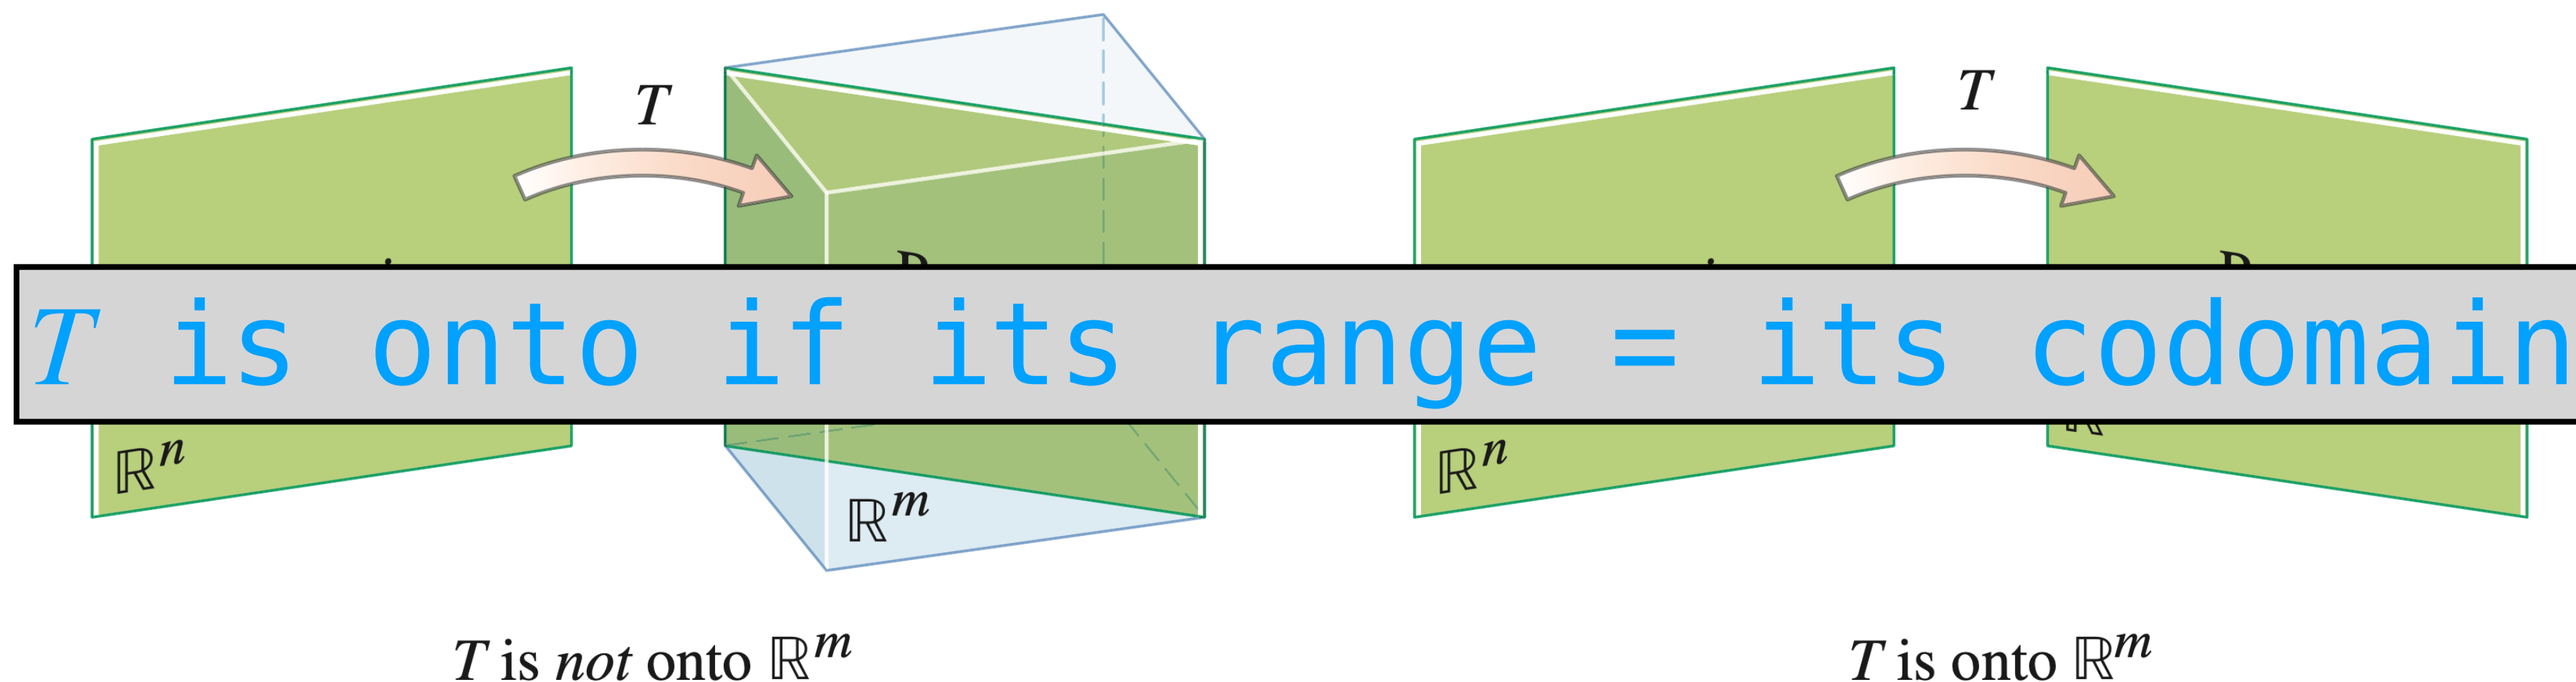 T
T
T is onto if its range = its codomain
ℝⁿ
ℝᵐ
ℝⁿ
T is not onto ℝᵐ
T is onto ℝᵐ